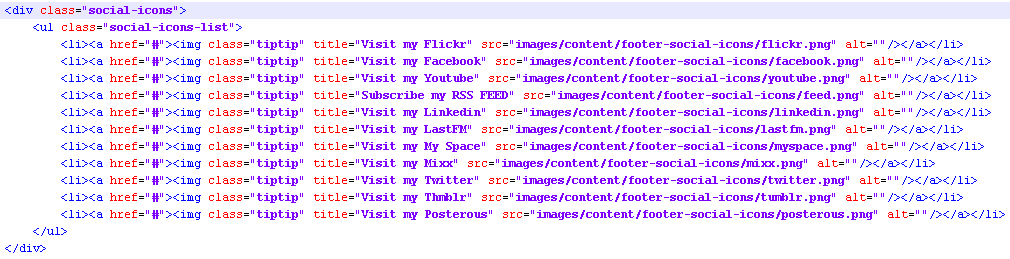 <div class="social-icons">
<ul class="social-icons-list">
<li><a href="#"><img class="tiptip" title="Visit my Flickr" src="images/content/footer-social-icons/flickr.png" alt=""/></a></li>
<li><a href="#"><img class="tiptip" title="Visit my Facebook" src="images/content/footer-social-icons/facebook.png" alt=""/></a></li>
<li><a href="#"><img class="tiptip" title="Visit my Youtube" src="images/content/footer-social-icons/youtube.png" alt=""/></a></li>
<li><a href="#"><img class="tiptip" title="Subscribe my RSS FEED" src="images/content/footer-social-icons/feed.png" alt=""/></a></li>
<li><a href="#"><img class="tiptip" title="Visit my Linkedin" src="images/content/footer-social-icons/linkedin.png" alt=""/></a></li>
<li><a href="#"><img class="tiptip" title="Visit my LastFM" src="images/content/footer-social-icons/lastfm.png" alt=""/></a></li>
<li><a href="#"><img class="tiptip" title="Visit my My Space" src="images/content/footer-social-icons/myspace.png" alt=""/></a></li>
<li><a href="#"><img class="tiptip" title="Visit my Mixx" src="images/content/footer-social-icons/mixx.png" alt=""/></a></li>
<li><a href="#"><img class="tiptip" title="Visit my Twitter" src="images/content/footer-social-icons/twitter.png" alt=""/></a></li>
<li><a href="#"><img class="tiptip" title="Visit my Thmblr" src="images/content/footer-social-icons/tumblr.png" alt=""/></a></li>
<li><a href="#"><img class="tiptip" title="Visit my Posterous" src="images/content/footer-social-icons/posterous.png" alt=""/></a></li>
</ul>
</div>